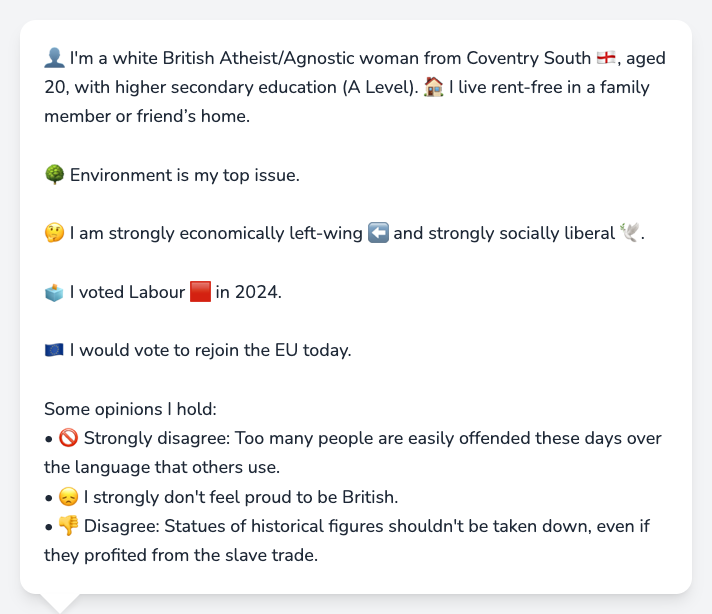 👤 I'm a white British Atheist/Agnostic woman from Coventry South 🏴󠁧󠁢󠁥󠁮󠁧󠁿, aged
20, with higher secondary education (A Level). 🏠 I live rent-free in a family
member or friend’s home.
🌳 Environment is my top issue.
🤔 I am strongly economically left-wing ⬅️ and strongly socially liberal 🕊️.
🗳️ I voted Labour 🟥 in 2024.
🇪🇺 I would vote to rejoin the EU today.
Some opinions I hold:
• 🚫 Strongly disagree: Too many people are easily offended these days over
the language that others use.
• 😞 I strongly don't feel proud to be British.
• 👎 Disagree: Statues of historical figures shouldn't be taken down, even if
they profited from the slave trade.